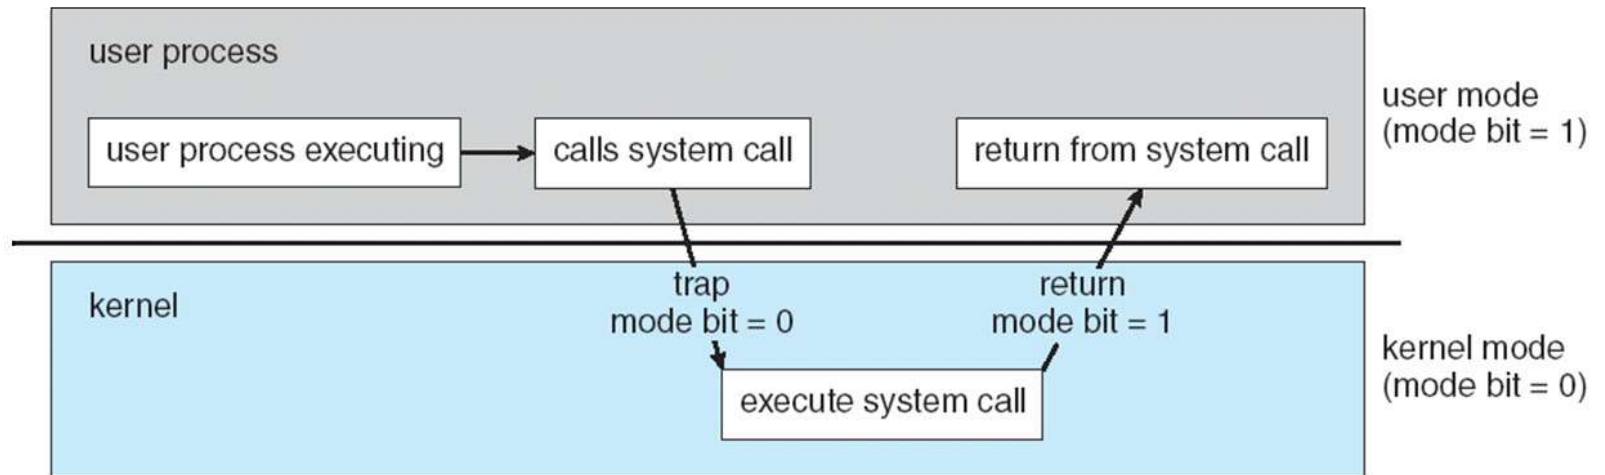 user process
user process executing
calls system call
return from system call
user mode
(mode bit = 1)
kernel
trap
mode bit = 0
return
mode bit = 1
execute system call
kernel mode
(mode bit = 0)